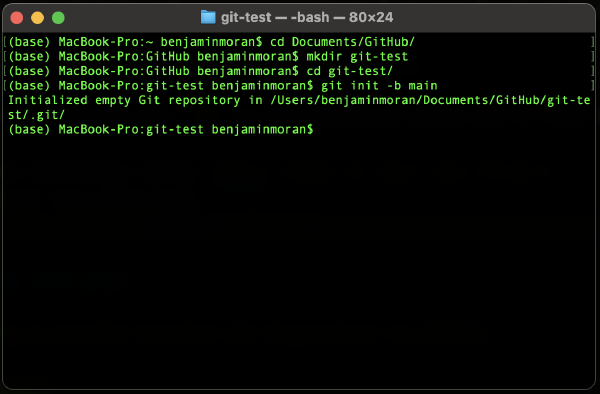 git-test — -bash — 80×24
[(base) MacBook-Pro:~ benjaminmoran$ cd Documents/GitHub/ ]
[(base) MacBook-Pro:GitHub benjaminmoran$ mkdir git-test ]
[(base) MacBook-Pro:GitHub benjaminmoran$ cd git-test/ ]
[(base) MacBook-Pro:git-test benjaminmoran$ git init -b main ]
Initialized empty Git repository in /Users/benjaminmoran/Documents/GitHub/git-te
st/.git/
(base) MacBook-Pro:git-test benjaminmoran$